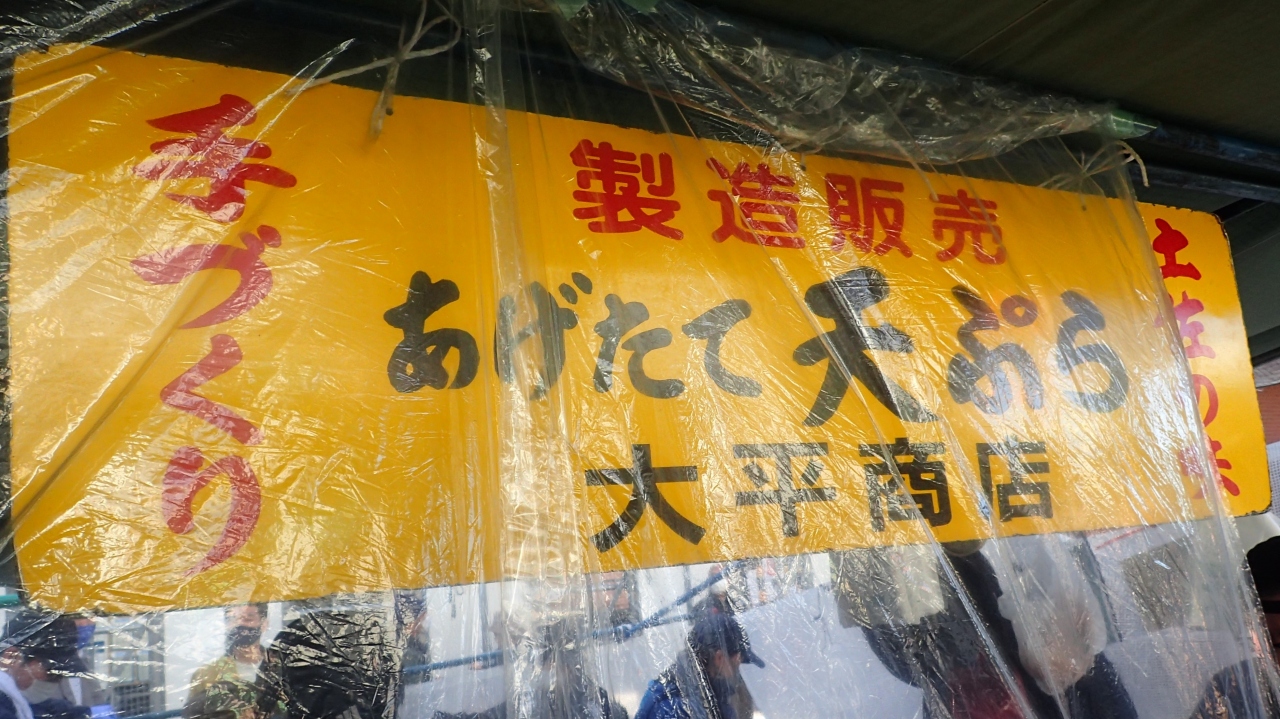 手づくり
製造販売
あげたて天ぷら
大平商店
土佐の味